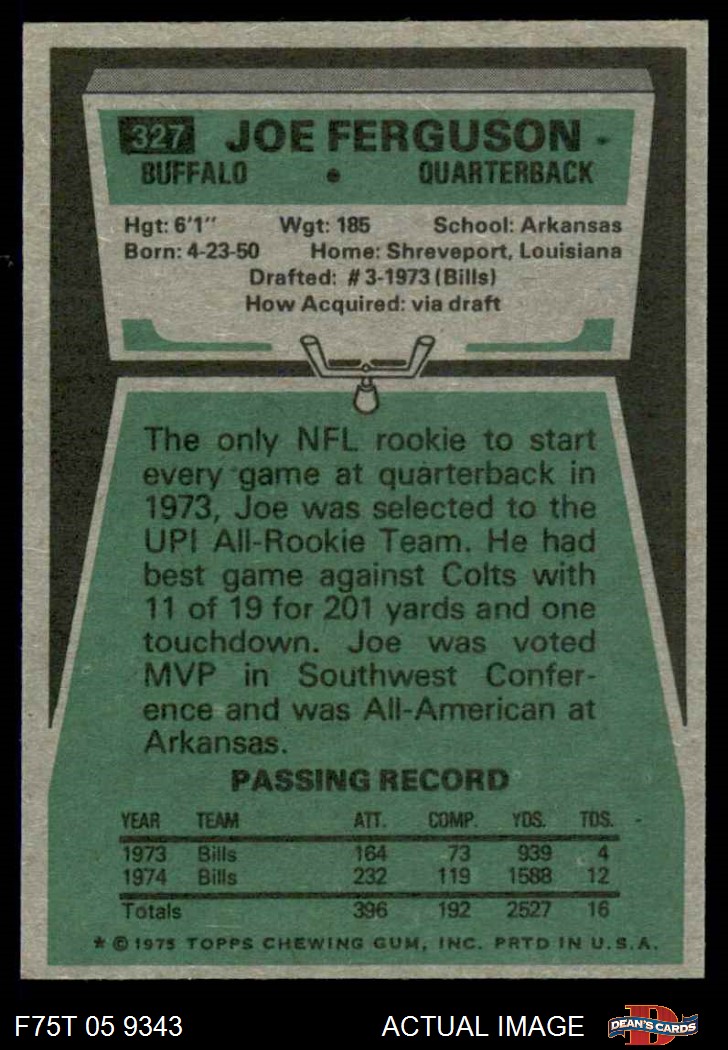 327 JOE FERGUSON
BUFFALO • QUARTERBACK
Hgt: 6'1" Wgt: 185 School: Arkansas
Born: 4-23-50 Home: Shreveport, Louisiana
Drafted: #3-1973 (Bills)
How Acquired: via draft
The only NFL rookie to start
every game at quarterback in
1973, Joe was selected to the
UPI All-Rookie Team. He had
best game against Colts with
11 of 19 for 201 yards and one
touchdown. Joe was voted
MVP in Southwest Confer-
ence and was All-American at
Arkansas.
PASSING RECORD
YEAR TEAM ATT. COMP. YDS. TDS.
1973 Bills 164 73 939 4
1974 Bills 232 119 1588 12
Totals 396 192 2527 16
* © 1975 TOPPS CHEWING GUM, INC. PRTD IN U.S.A.
F75T 05 9343 ACTUAL IMAGE D DEAN'S CARDS